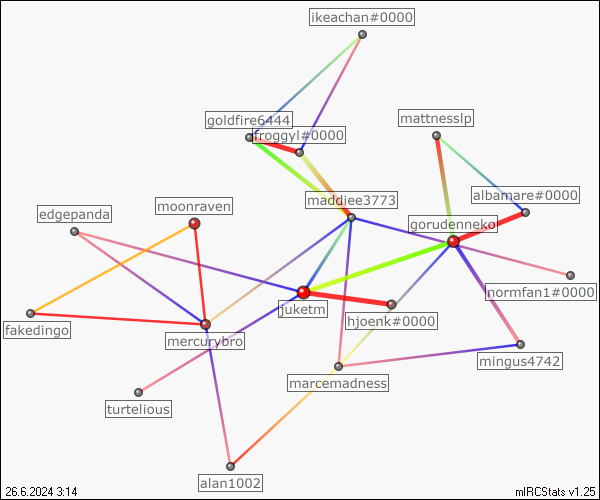 ikeachan#0000
goldfire6444
froggyl#0000
mattnesslp
maddiee3773
albamare#0000
moonraven
edgepanda
gorudenneko
normfan1#0000
juketm
hjoenk#0000
fakedingo
mercurybro
mingus4742
marcemadness
turtelious
alan1002
26.6.2024 3:14
mIRCStats v1.25